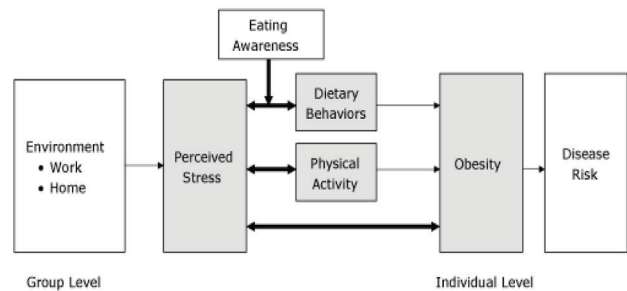 Eating
Awareness
Environment
• Work
• Home
Perceived
Stress
Dietary
Behaviors
Physical
Activity
Obesity
Disease
Risk
Group Level
Individual Level